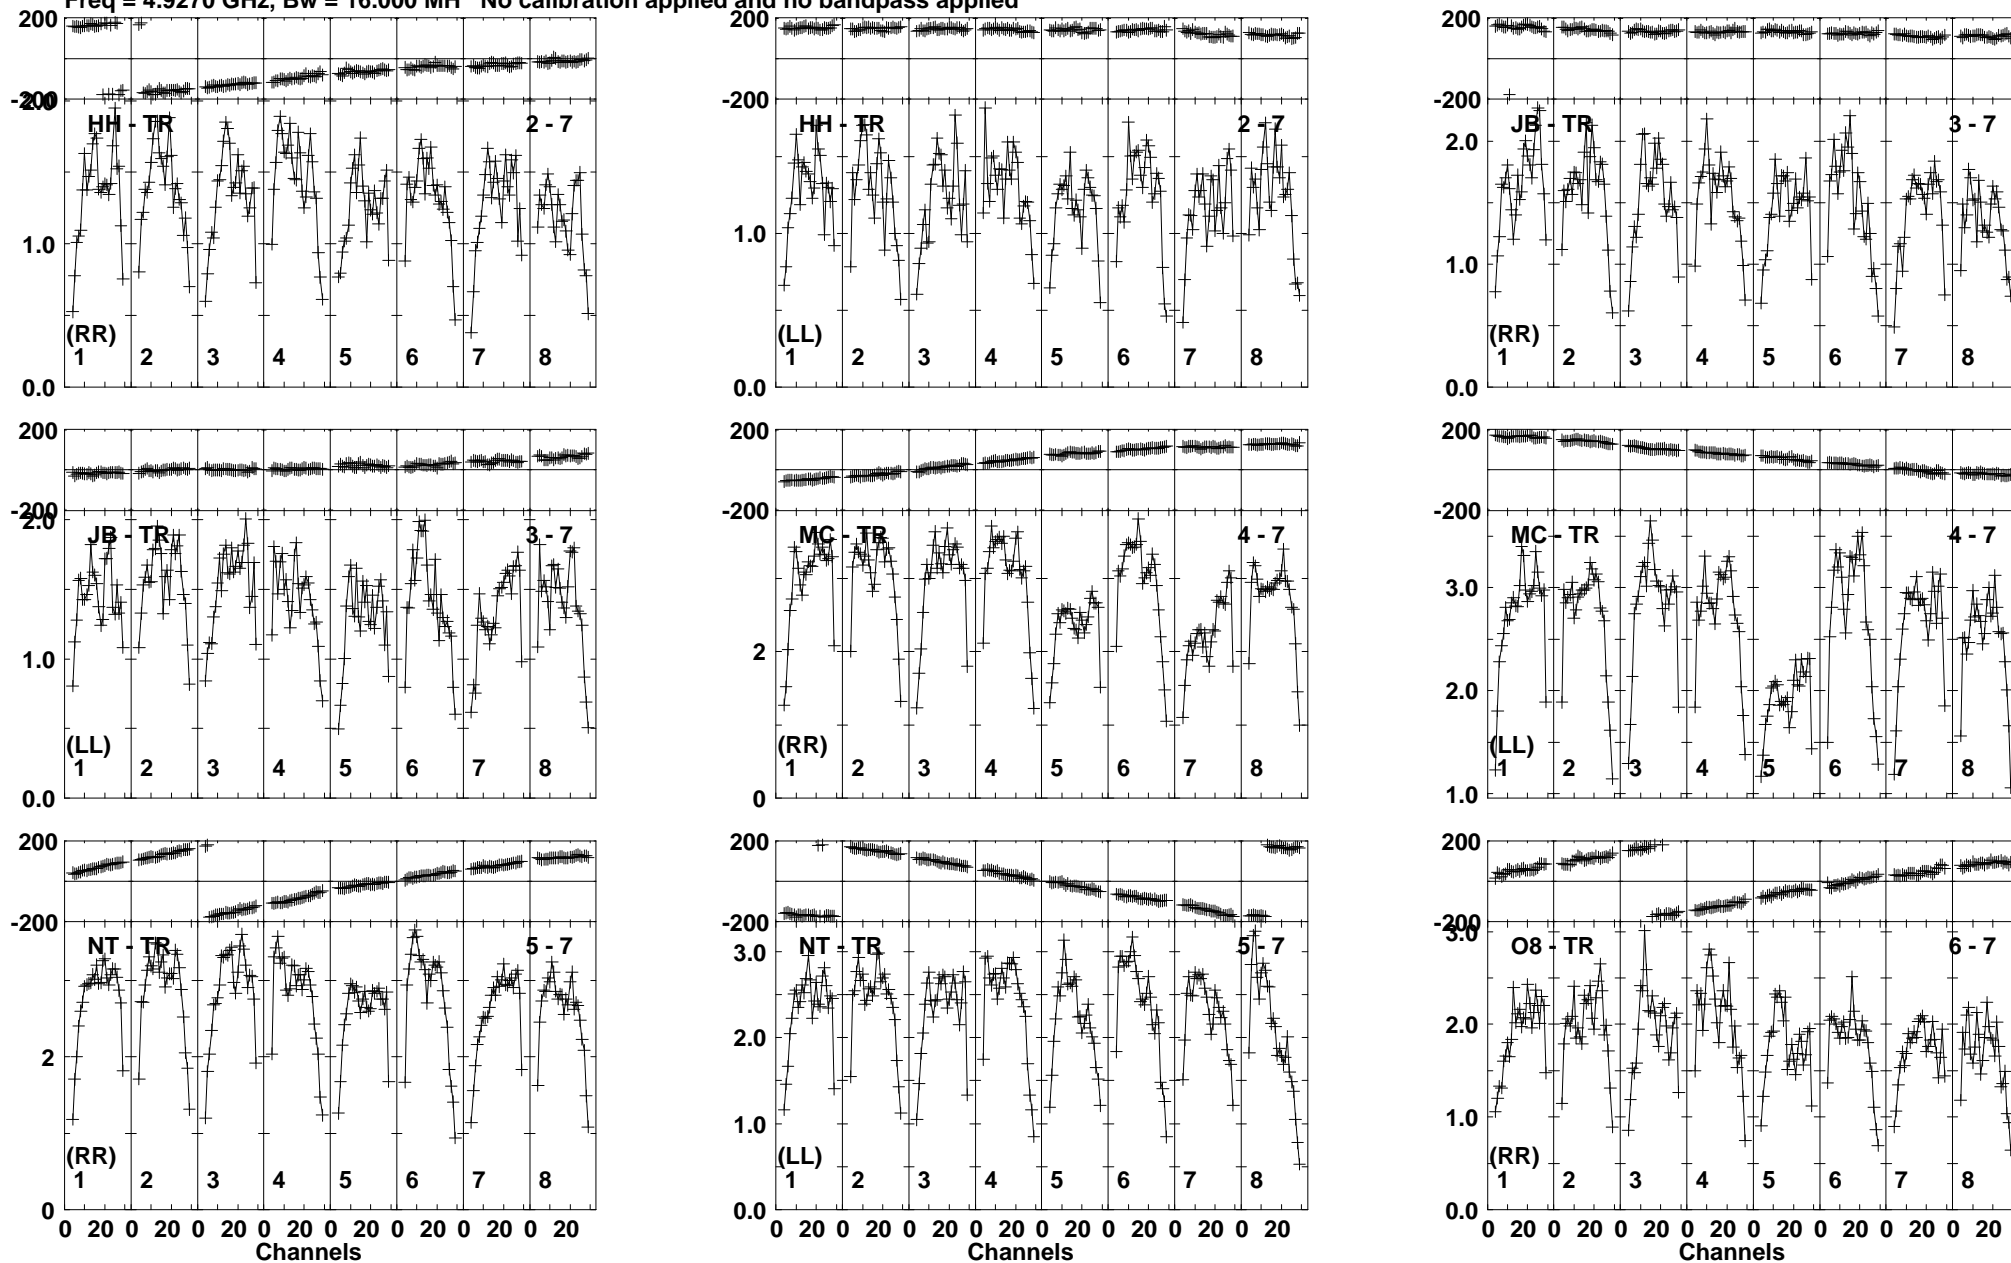 Freq = 4.9270 GHz, Bw = 16.000 MH No calibration applied and no bandpass applied
200 200 200
-200 -200 -200
2.0
HH - TR 2 - 7 HH - TR 2 - 7 JB - TR 3 - 7
2.0
1.0 1.0 1.0
(RR) (LL) (RR)
1 2 3 4 5 6 7 8 1 2 3 4 5 6 7 8 1 2 3 4 5 6 7 8
0.0 0.0 0.0
200 200 200
-200 -200 -200
2.0
JB - TR 3 - 7 MC - TR 4 - 7 MC - TR 4 - 7
3.0
1.0 2 2.0
(LL) (RR) (LL)
1 2 3 4 5 6 7 8 1 2 3 4 5 6 7 8 1 2 3 4 5 6 7 8
0.0 0 1.0
200 200 200
-200 -200 -200
3.0
NT - TR 5 - 7 NT - TR 5 - 7 O8 - TR 6 - 7
3.0
2 2.0 2.0
1.0 1.0
(RR) (LL) (RR)
1 2 3 4 5 6 7 8 1 2 3 4 5 6 7 8 1 2 3 4 5 6 7 8
0 0.0 0.0
0 20 0 20 0 20 0 20 0 20 0 20 0 20 0 20 0 20 0 20 0 20 0 20 0 20 0 20 0 20 0 20 0 20 0 20 0 20 0 20 0 20 0 20 0 20 0 20
Channels Channels Channels